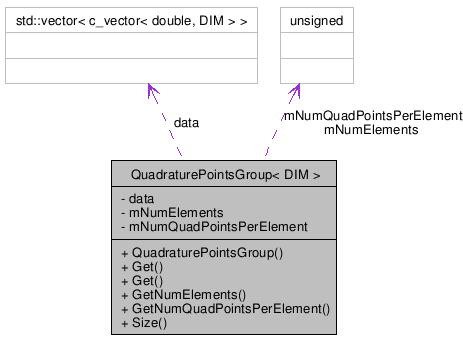 std::vector< c_vector< double, DIM > >
unsigned
data
mNumQuadPointsPerElement
mNumElements
QuadraturePointsGroup< DIM >
- data
- mNumElements
- mNumQuadPointsPerElement
+ QuadraturePointsGroup()
+ Get()
+ Get()
+ GetNumElements()
+ GetNumQuadPointsPerElement()
+ Size()